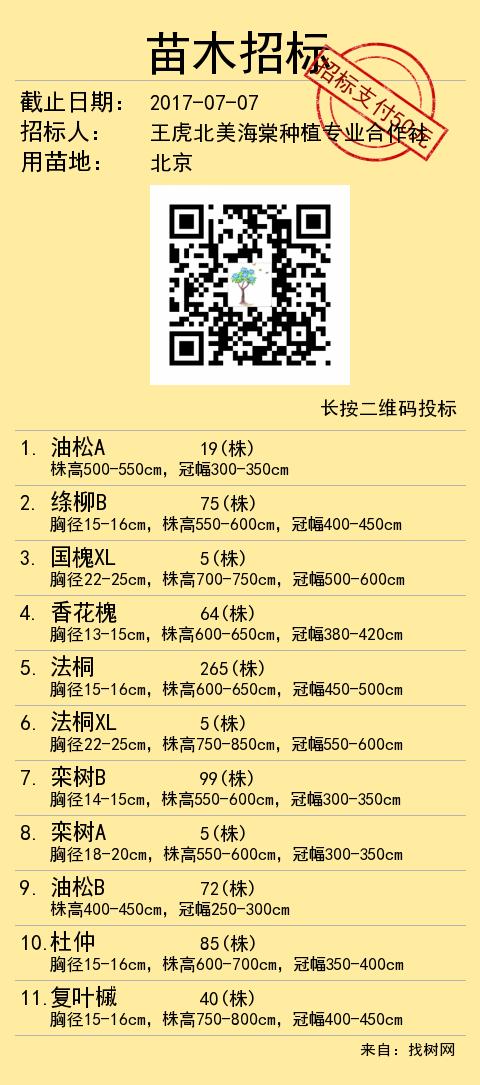 苗木招标
招标支付50元
截止日期： 2017-07-07
招标人： 王虎北美海棠种植专业合作社
用苗地： 北京
长按二维码投标
1. 油松A 19(株)
株高500-550cm, 冠幅300-350cm
2. 绦柳B 75(株)
胸径15-16cm, 株高550-600cm, 冠幅400-450cm
3. 国槐XL 5(株)
胸径22-25cm, 株高700-750cm, 冠幅500-600cm
4. 香花槐 64(株)
胸径13-15cm, 株高600-650cm, 冠幅380-420cm
5. 法桐 265(株)
胸径15-16cm, 株高600-650cm, 冠幅450-500cm
6. 法桐XL 5(株)
胸径22-25cm, 株高750-850cm, 冠幅550-600cm
7. 栾树B 99(株)
胸径14-15cm, 株高550-600cm, 冠幅300-350cm
8. 栾树A 5(株)
胸径18-20cm, 株高550-600cm, 冠幅300-350cm
9. 油松B 72(株)
株高400-450cm, 冠幅250-300cm
10.杜仲 85(株)
胸径15-16cm, 株高600-700cm, 冠幅350-400cm
11.复叶槭 40(株)
胸径15-16cm, 株高750-800cm, 冠幅400-450cm
来自：找树网